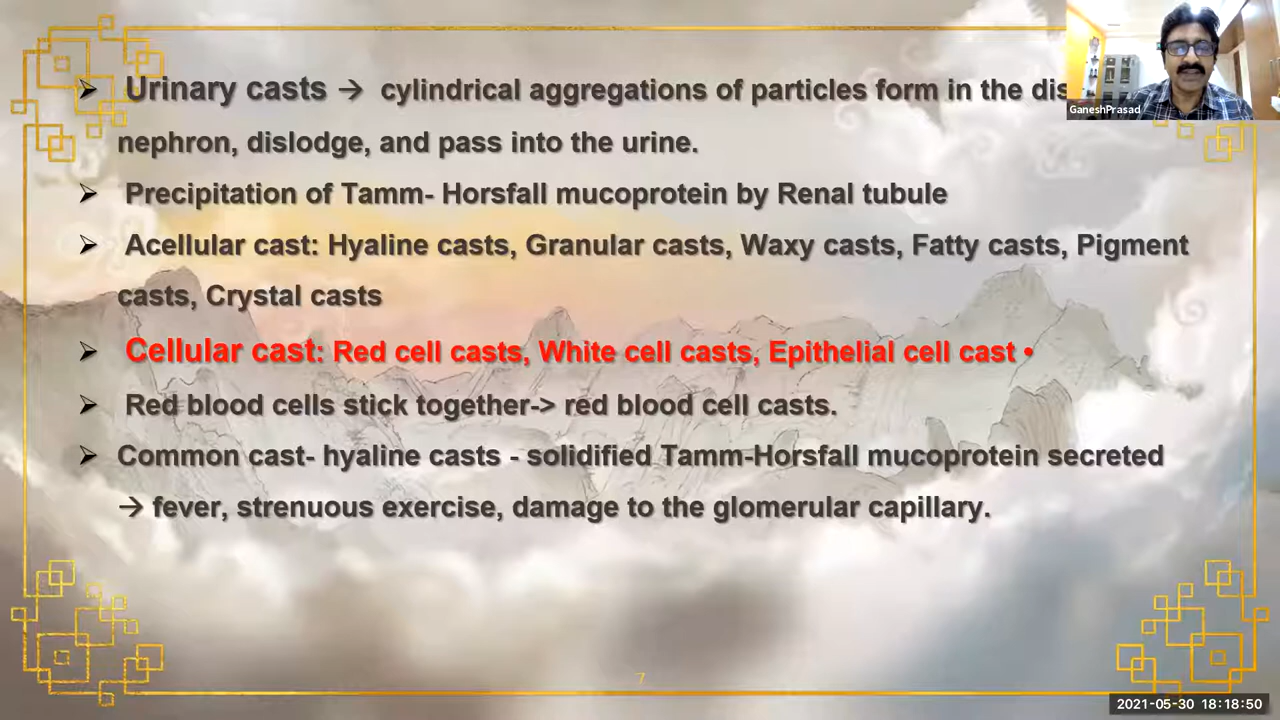 ➢ Urinary casts → cylindrical aggregations of particles form in the
nephron, dislodge, and pass into the urine.
➢ Precipitation of Tamm- Horsfall mucoprotein by Renal tubule
➢ Acellular cast: Hyaline casts, Granular casts, Waxy casts, Fatty casts, Pigment
casts, Crystal casts
➢ Cellular cast: Red cell casts, White cell casts, Epithelial cell cast •
➢ Red blood cells stick together-> red blood cell casts.
➢ Common cast- hyaline casts - solidified Tamm-Horsfall mucoprotein secreted
→ fever, strenuous exercise, damage to the glomerular capillary.
GaneshPrasad
7
2021-05-30 18:18:50